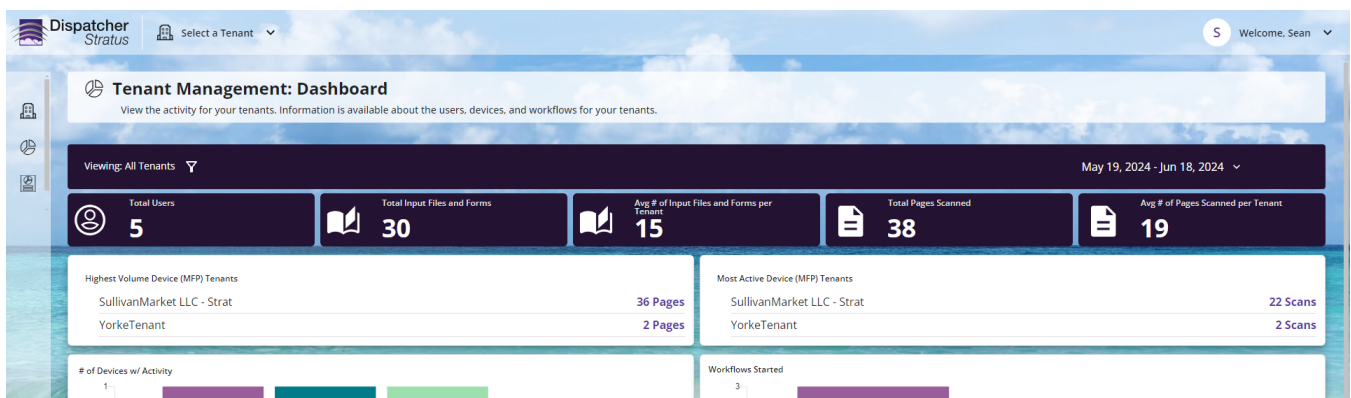 Dispatcher
Stratus
Select a Tenant
S Welcome, Sean
Tenant Management: Dashboard
View the activity for your tenants. Information is available about the users, devices, and workflows for your tenants.
Viewing: All Tenants
May 19, 2024 - Jun 18, 2024
Total Users
5
Total Input Files and Forms
30
Avg # of Input Files and Forms per
Tenant
15
Total Pages Scanned
38
Avg # of Pages Scanned per Tenant
19
Highest Volume Device (MFP) Tenants
SullivanMarket LLC - Strat 36 Pages
YorkeTenant 2 Pages
Most Active Device (MFP) Tenants
SullivanMarket LLC - Strat 22 Scans
YorkeTenant 2 Scans
# of Devices w/ Activity
1
Workflows Started
3